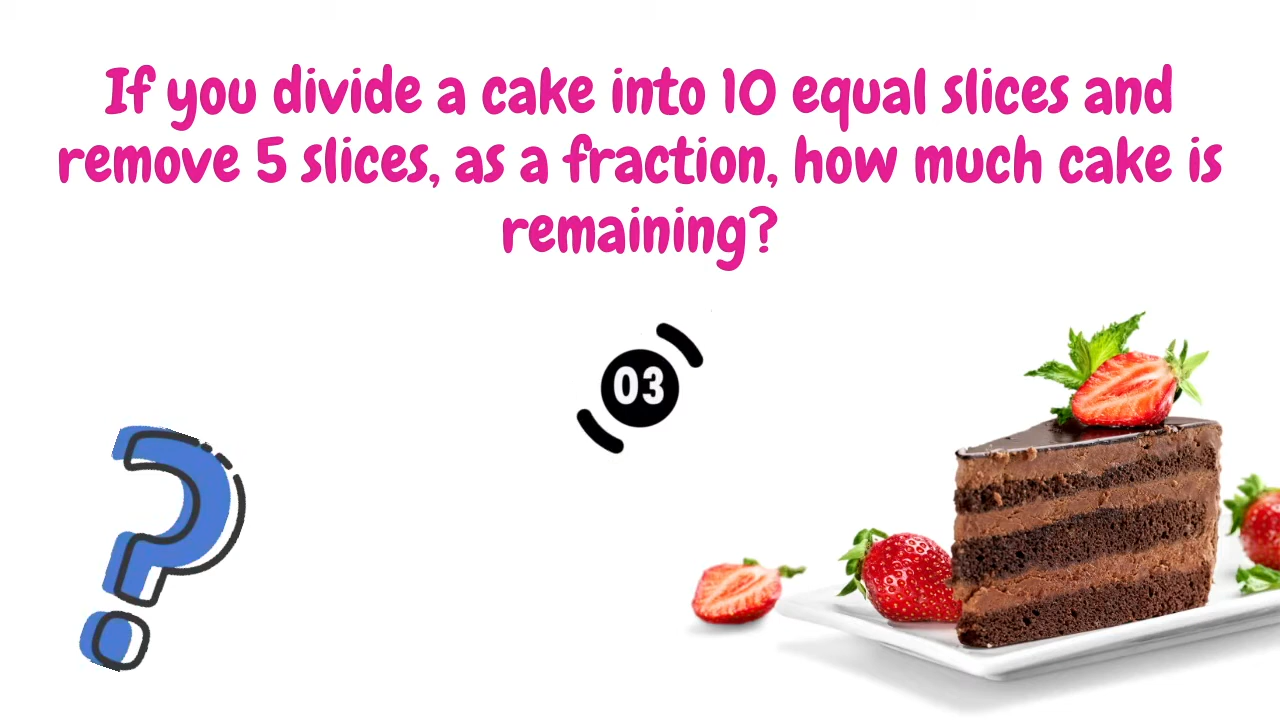 If you divide a cake into 10 equal slices and
remove 5 slices, as a fraction, how much cake is
remaining?
03